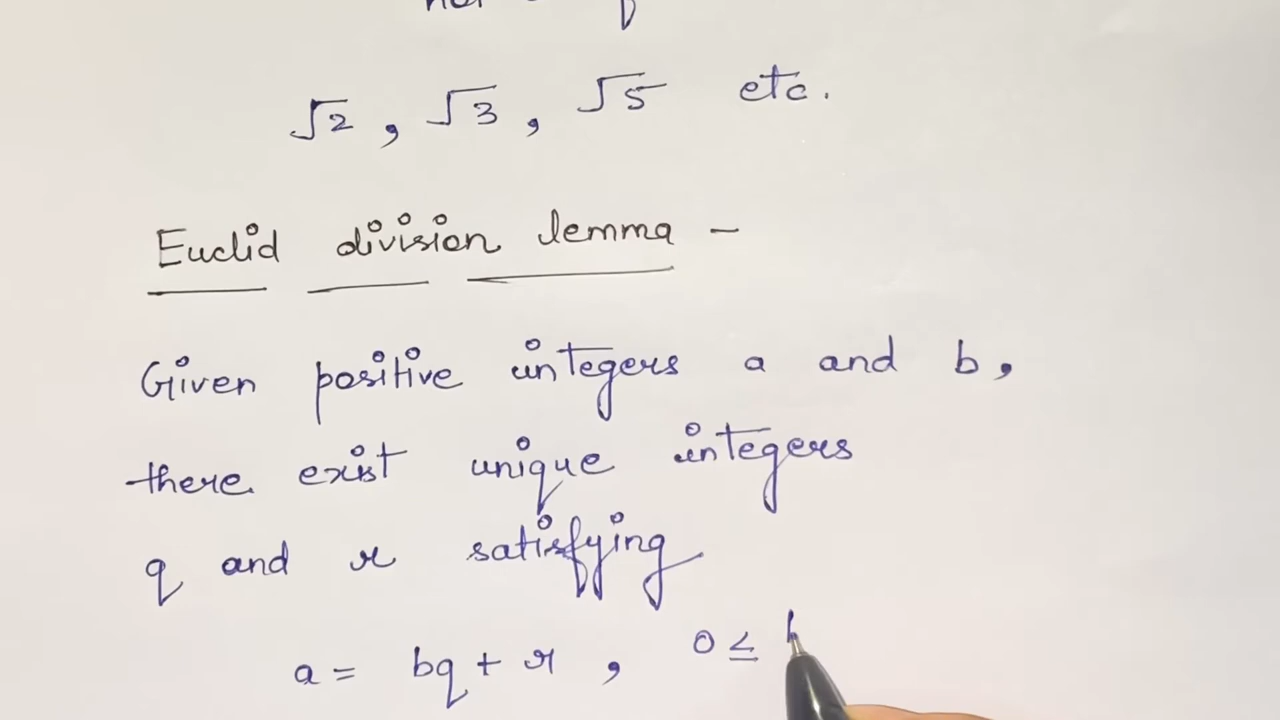 √2 , √3 , √5 etc.
Euclid division lemma -
Given positive integers a and b,
there exist unique integers
q and r satisfying
a = bq + r , 0 ≤